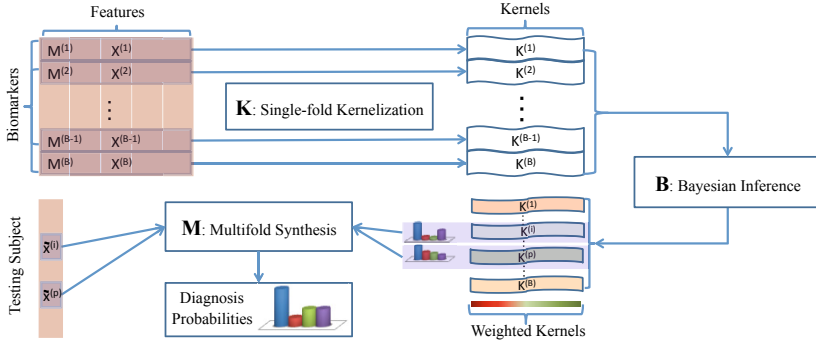 Features
Kernels
Biomarkers
M(1) X(1)
K(1)
M(2) X(2)
K(2)
K: Single-fold Kernelization
M(B-1) X(B-1)
K(B-1)
M(B) X(B)
K(B)
B: Bayesian Inference
Testing Subject
K(1)
x̃(i)
M: Multifold Synthesis
K(i)
K(p)
x̃(p)
K(B)
Diagnosis
Probabilities
Weighted Kernels